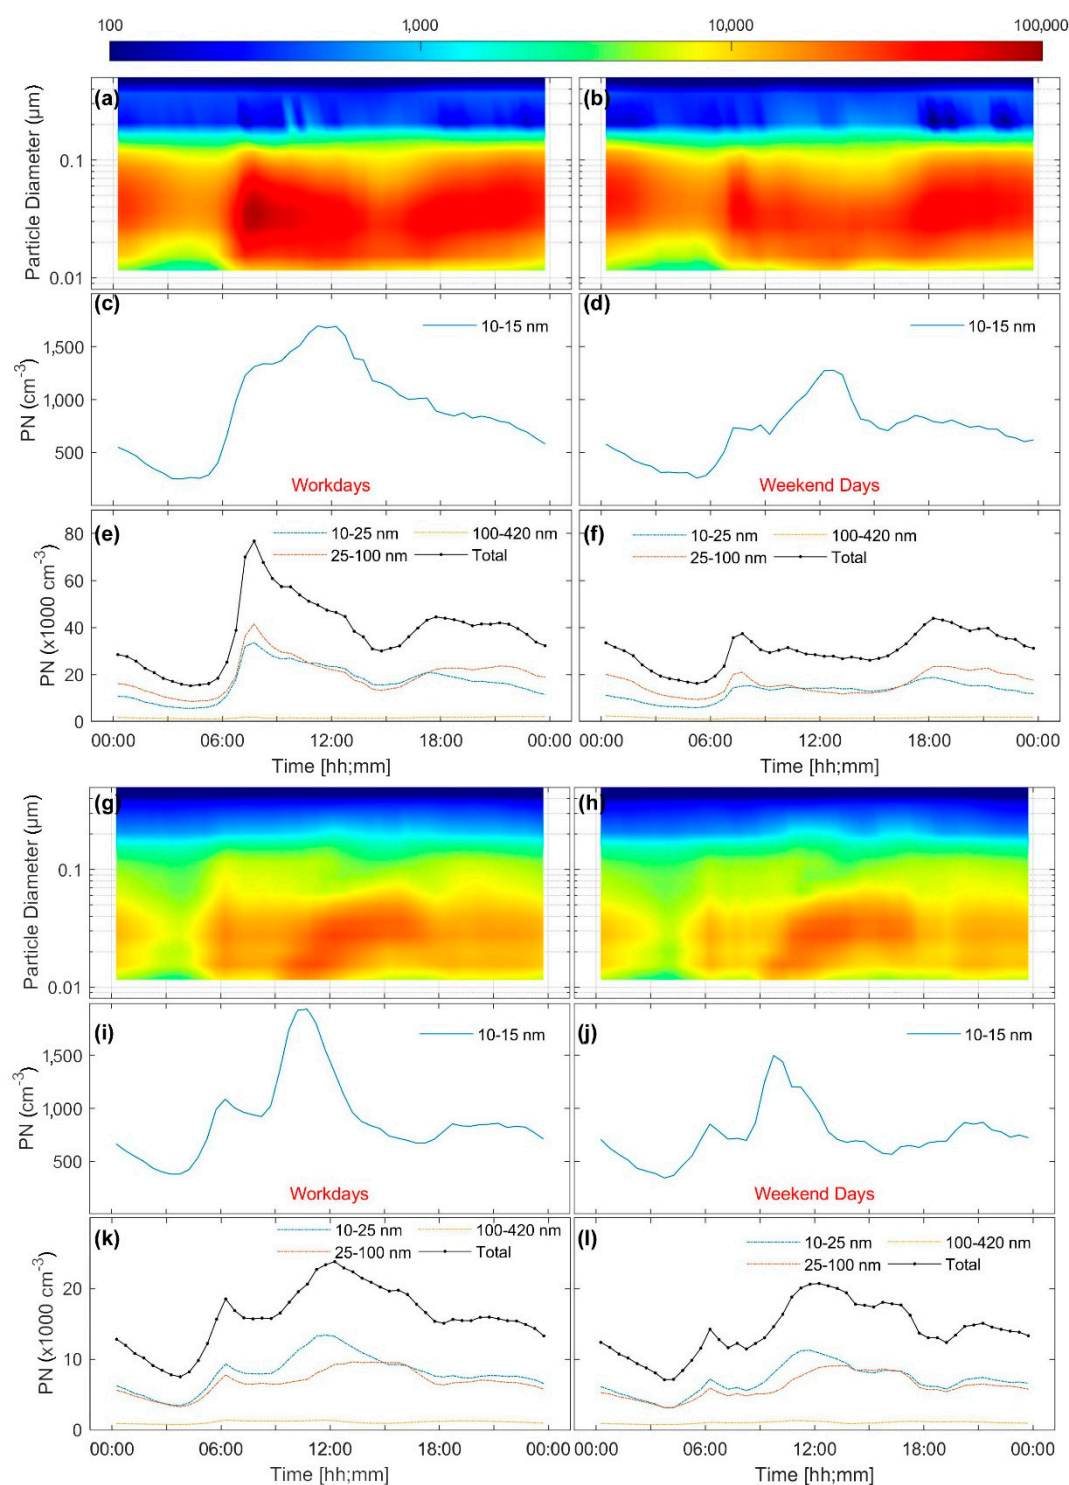 100 1,000 10,000 100,000
(a) (b)
Particle Diameter (μm)
0.1
0.01
(c) 10-15 nm (d) 10-15 nm
PN (cm-3)
1,500
1,000
500
Workdays Weekend Days
(e) 10-25 nm 100-420 nm (f) 10-25 nm 100-420 nm
25-100 nm Total 25-100 nm Total
PN (x1000 cm-3)
80
60
40
20
0
00:00 06:00 12:00 18:00 00:00 06:00 12:00 18:00 00:00
Time [hh;mm] Time [hh;mm]
(g) (h)
Particle Diameter (μm)
0.1
0.01
(i) 10-15 nm (j) 10-15 nm
PN (cm-3)
1,500
1,000
500
Workdays Weekend Days
(k) 10-25 nm 100-420 nm (l) 10-25 nm 100-420 nm
25-100 nm Total 25-100 nm Total
PN (x1000 cm-3)
20
10
0
00:00 06:00 12:00 18:00 00:00 00:00 06:00 12:00 18:00 00:00
Time [hh;mm] Time [hh;mm]